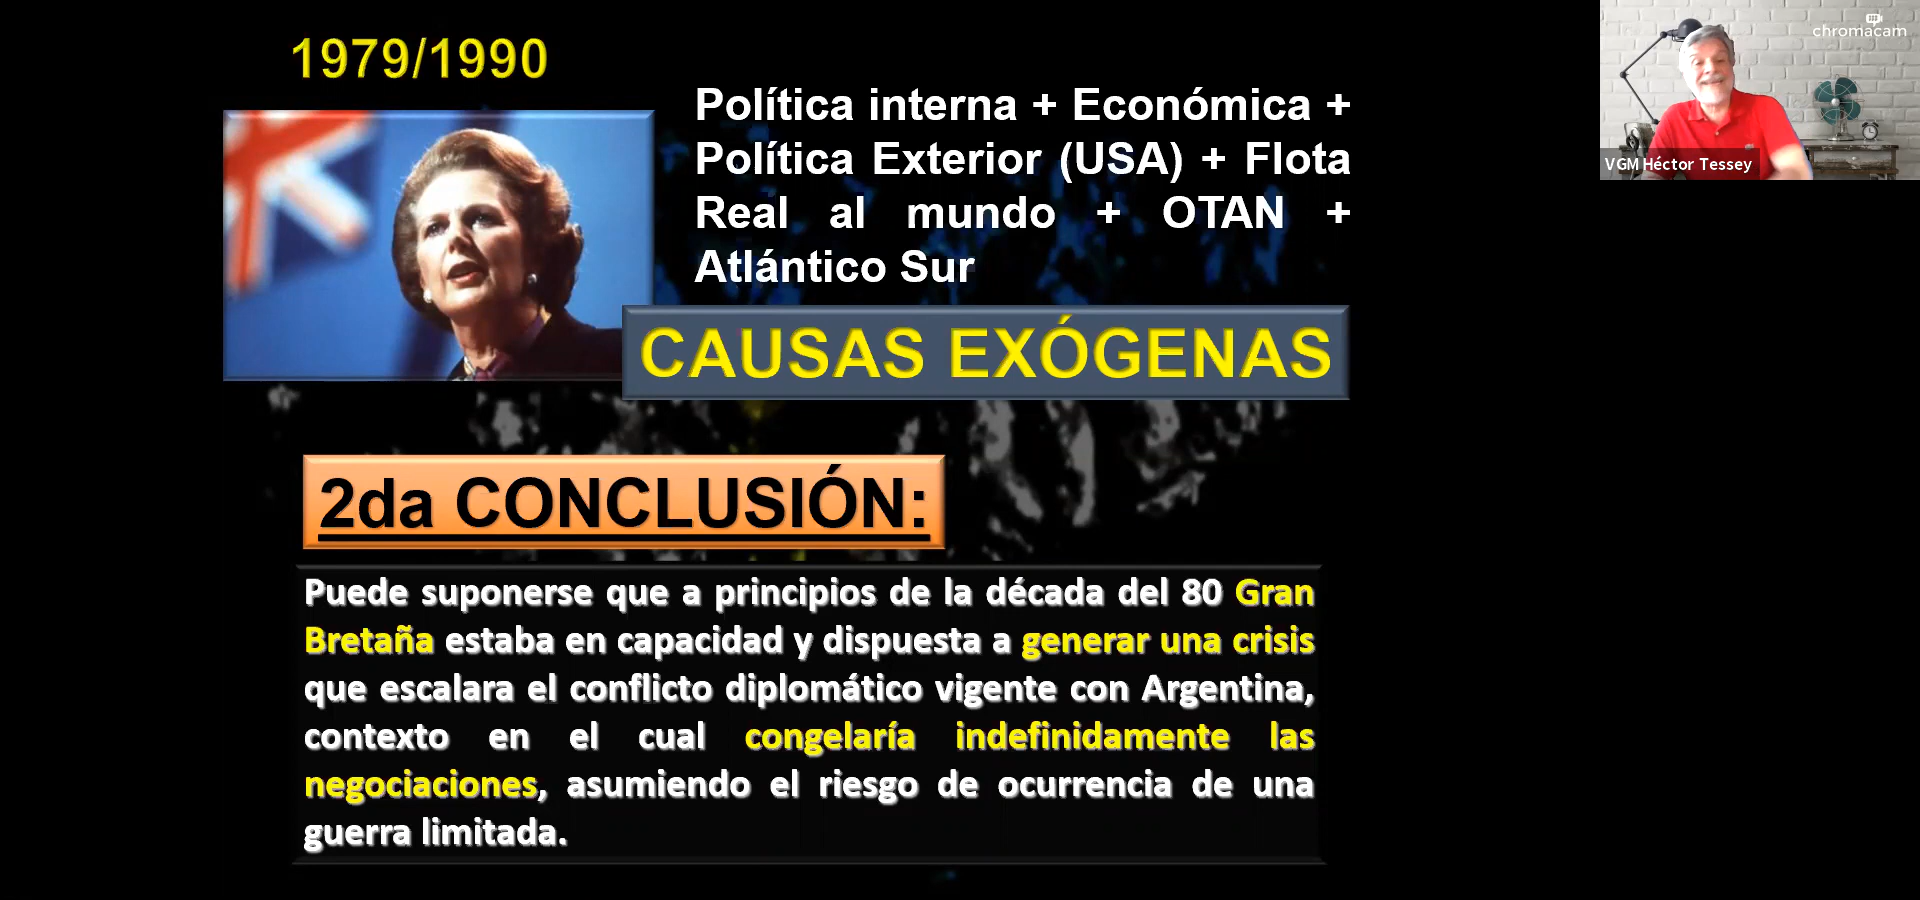 1979/1990
Política interna + Económica +
Política Exterior (USA) + Flota
Real al mundo + OTAN +
Atlántico Sur
CAUSAS EXÓGENAS
2da CONCLUSIÓN:
Puede suponerse que a principios de la década del 80 Gran
Bretaña estaba en capacidad y dispuesta a generar una crisis
que escalara el conflicto diplomático vigente con Argentina,
contexto en el cual congelaría indefinidamente las
negociaciones, asumiendo el riesgo de ocurrencia de una
guerra limitada.
chromacam
VGM Héctor Tessey